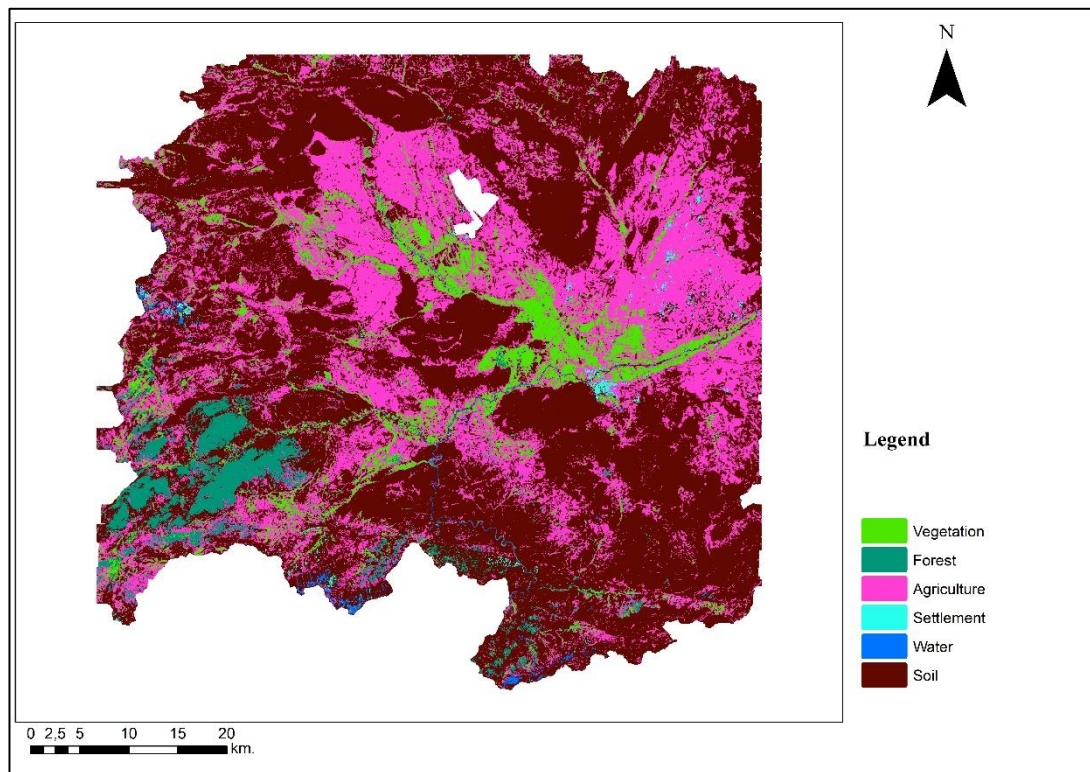 N
Legend
Vegetation
Forest
Agriculture
Settlement
Water
Soil
0 2,5 5 10 15 20
km.